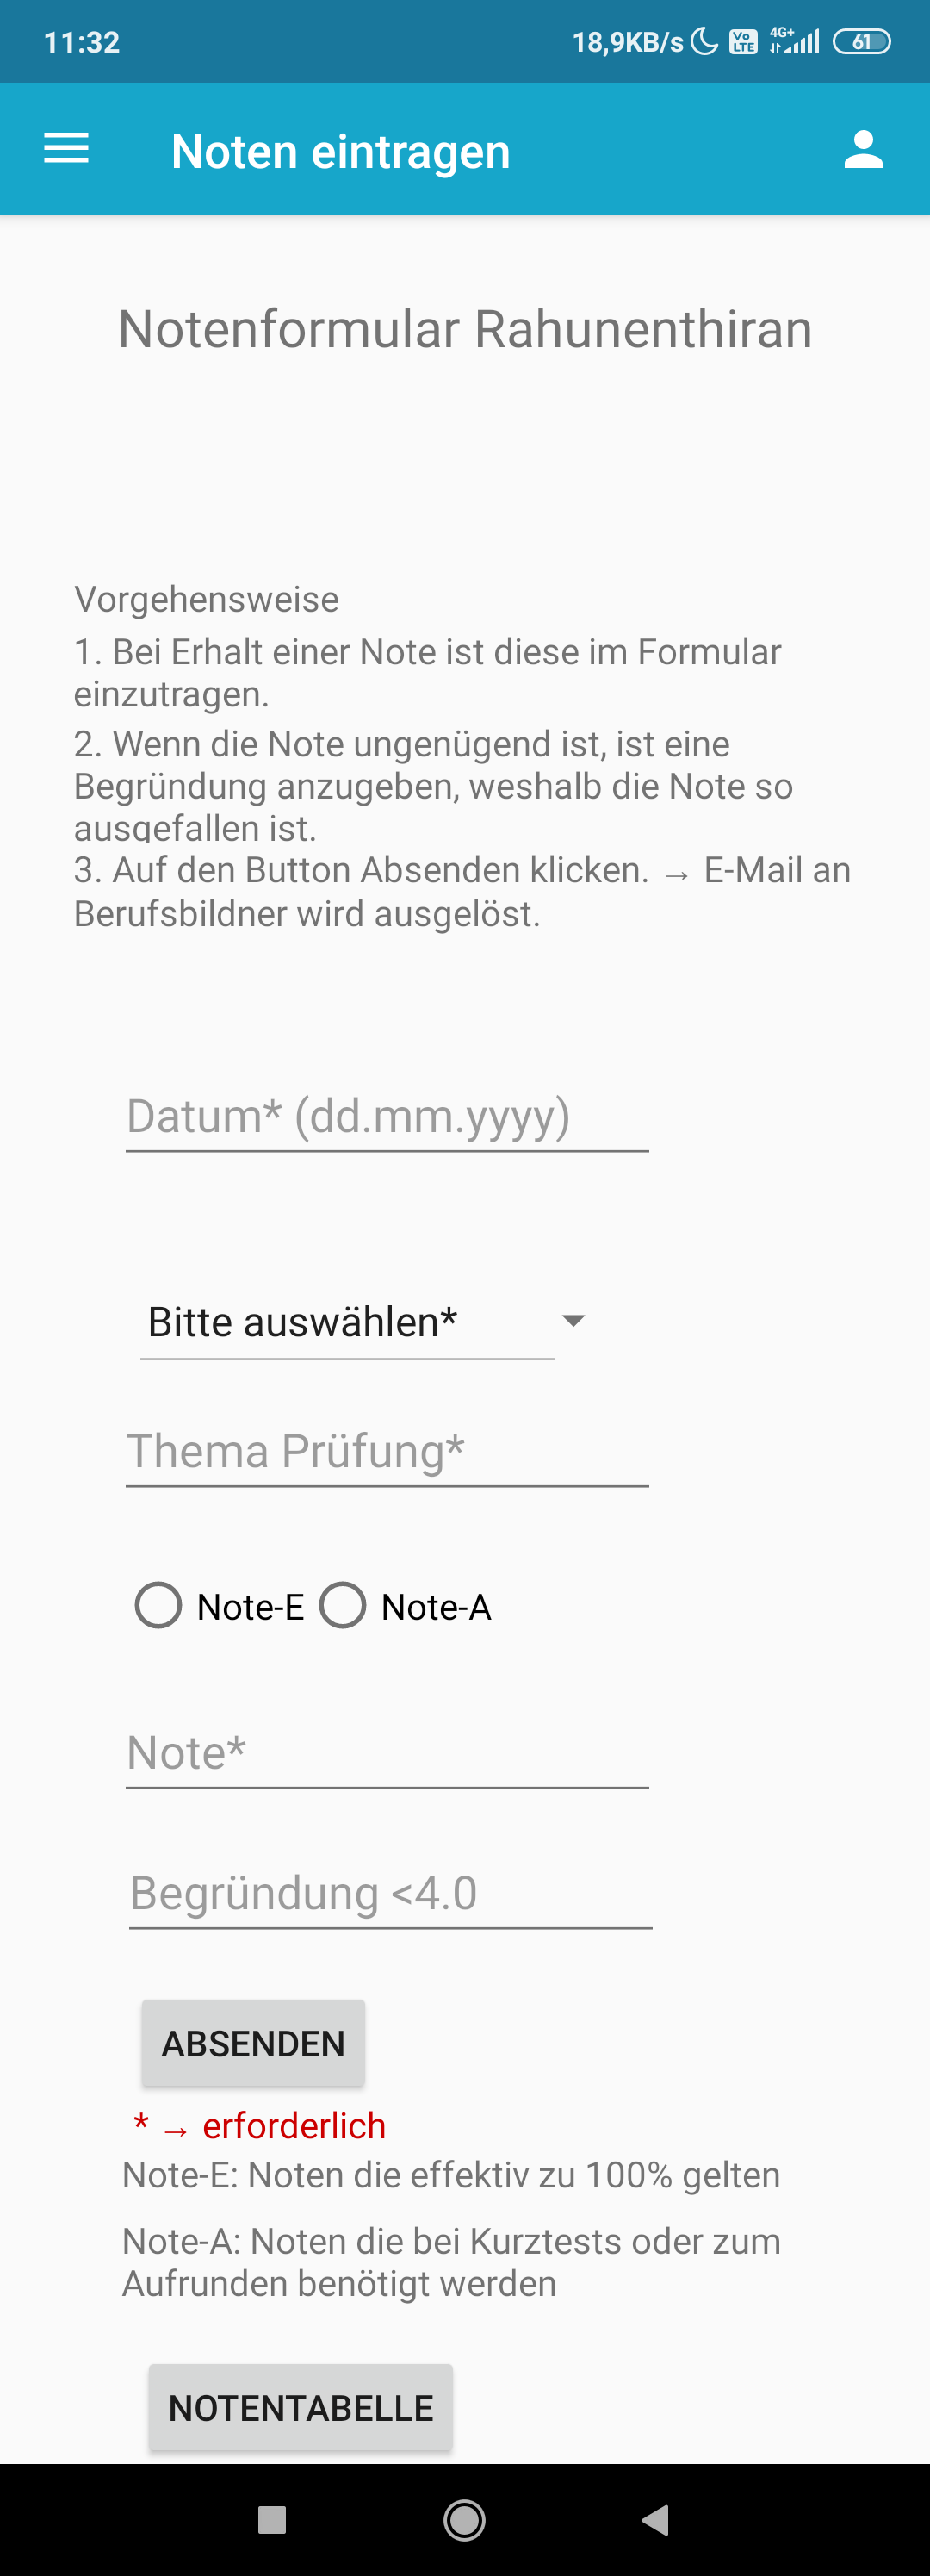 11:32
18,9KB/s Vo LTE 4G+ 61
Noten eintragen
Notenformular Rahunenthiran
Vorgehensweise
1. Bei Erhalt einer Note ist diese im Formular
einzutragen.
2. Wenn die Note ungenügend ist, ist eine
Begründung anzugeben, weshalb die Note so
ausgefallen ist.
3. Auf den Button Absenden klicken. → E-Mail an
Berufsbildner wird ausgelöst.
Datum* (dd.mm.yyyy)
Bitte auswählen*
Thema Prüfung*
Note-E Note-A
Note*
Begründung <4.0
ABSENDEN
* → erforderlich
Note-E: Noten die effektiv zu 100% gelten
Note-A: Noten die bei Kurztests oder zum
Aufrunden benötigt werden
NOTENTABELLE